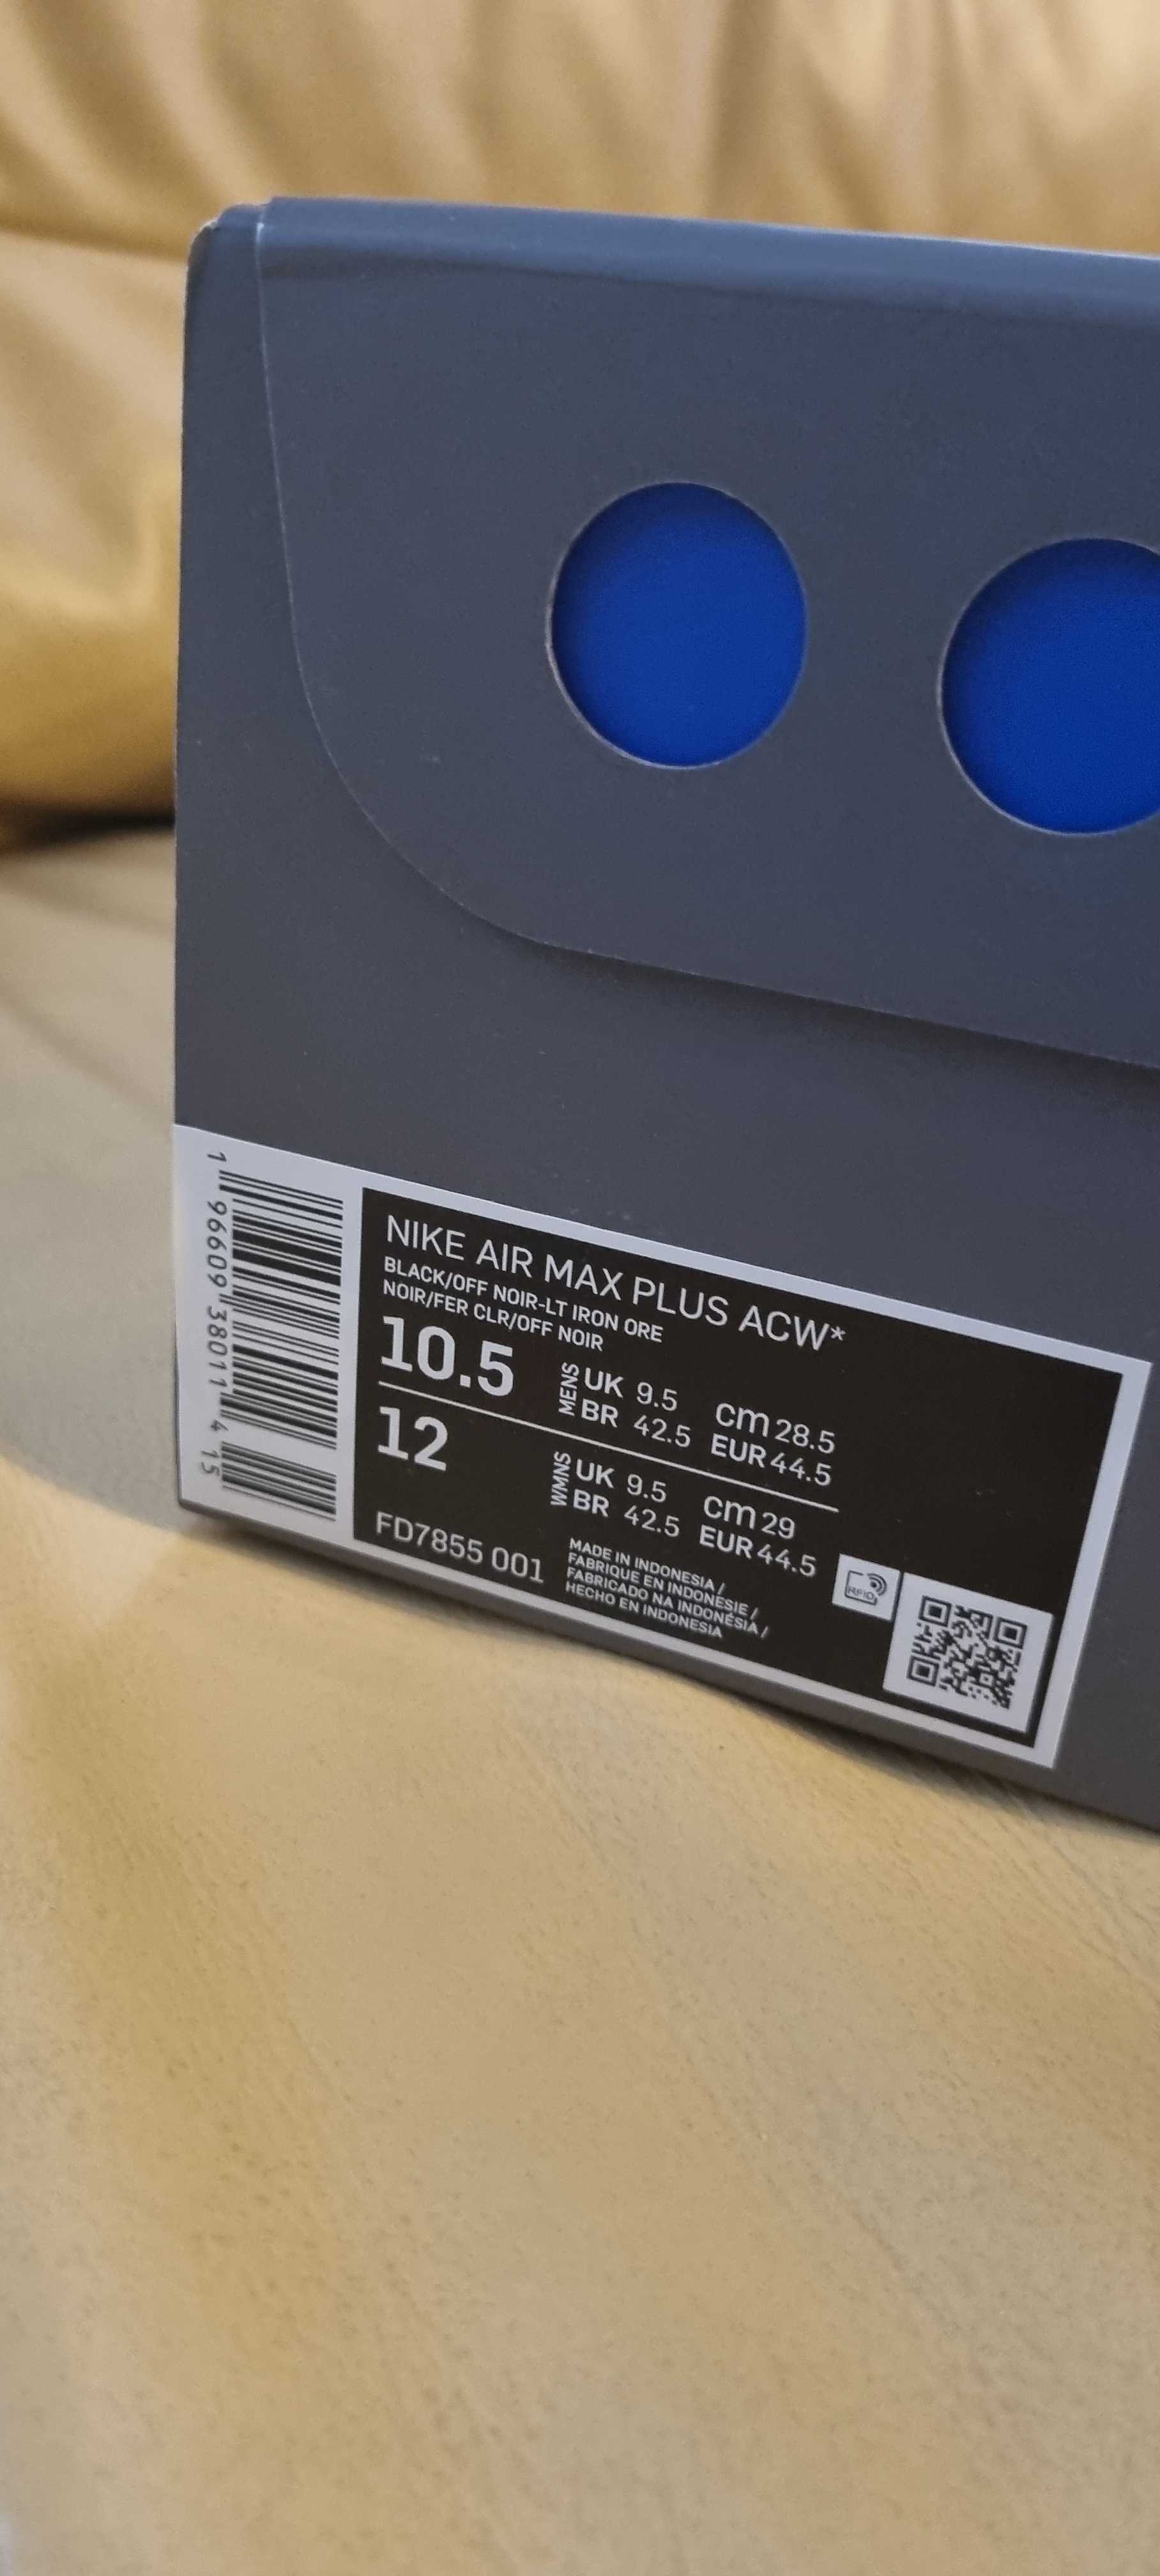 1 96609 38011 4 15
NIKE AIR MAX PLUS ACW*
BLACK/OFF NOIR-LT IRON ORE
NOIR/FER CLR/OFF NOIR
10.5 MENS UK 9.5 cm 28.5
BR 42.5 EUR 44.5
12 WMNS UK 9.5 cm 29
BR 42.5 EUR 44.5
FD7855 001
MADE IN INDONESIA /
FABRIQUE EN INDONESIE /
FABRICADO NA INDONÉSIA /
HECHO EN INDONESIA
RFID